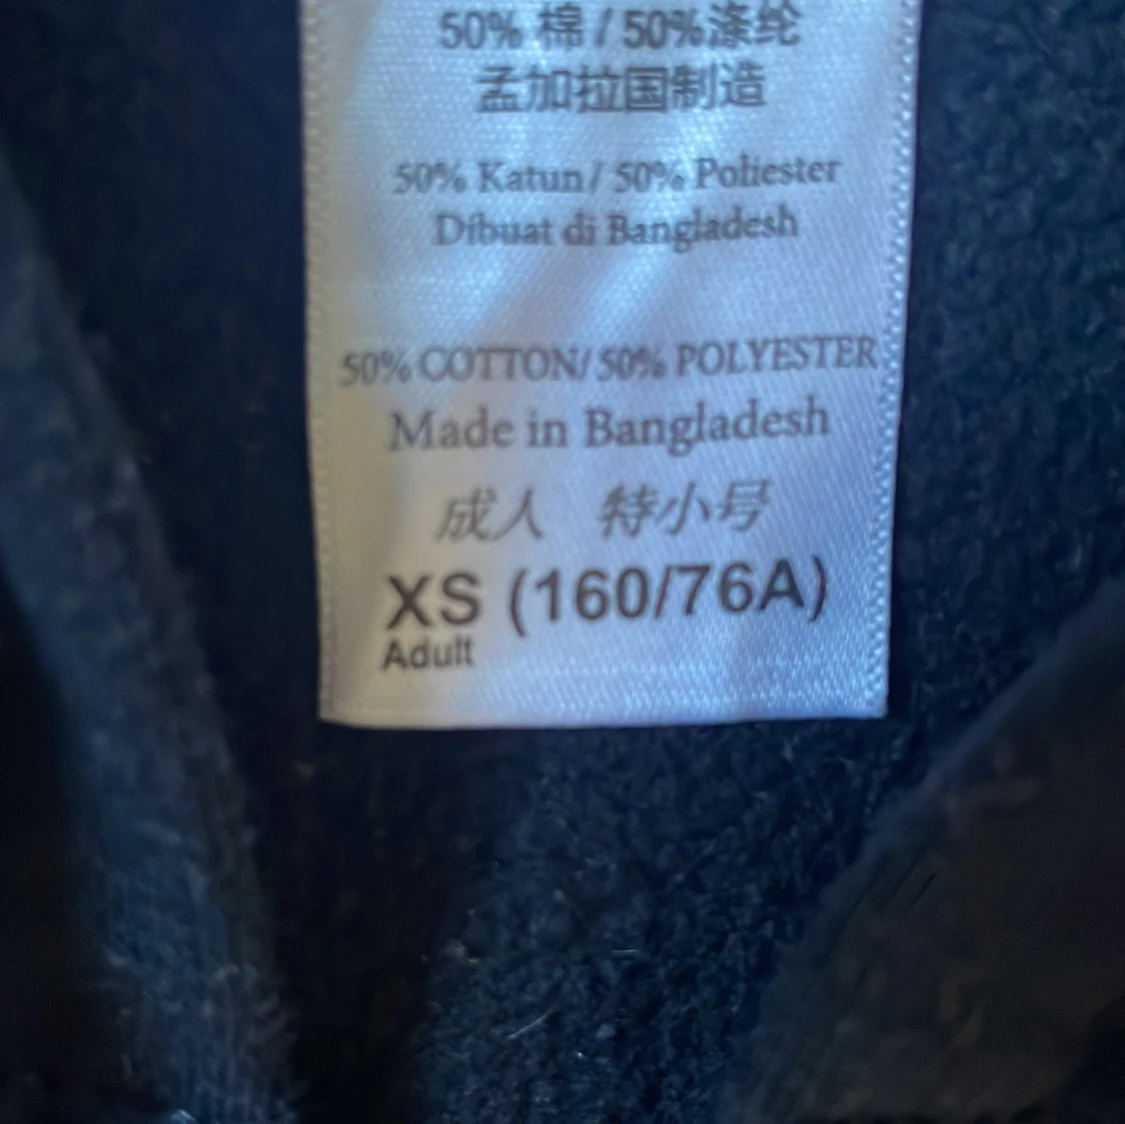 50% 棉 / 50%涤纶
孟加拉国制造
50% Katun / 50% Poliester
Dibuat di Bangladesh
50% COTTON/ 50% POLYESTER
Made in Bangladesh
成人 特小号
XS (160/76A)
Adult